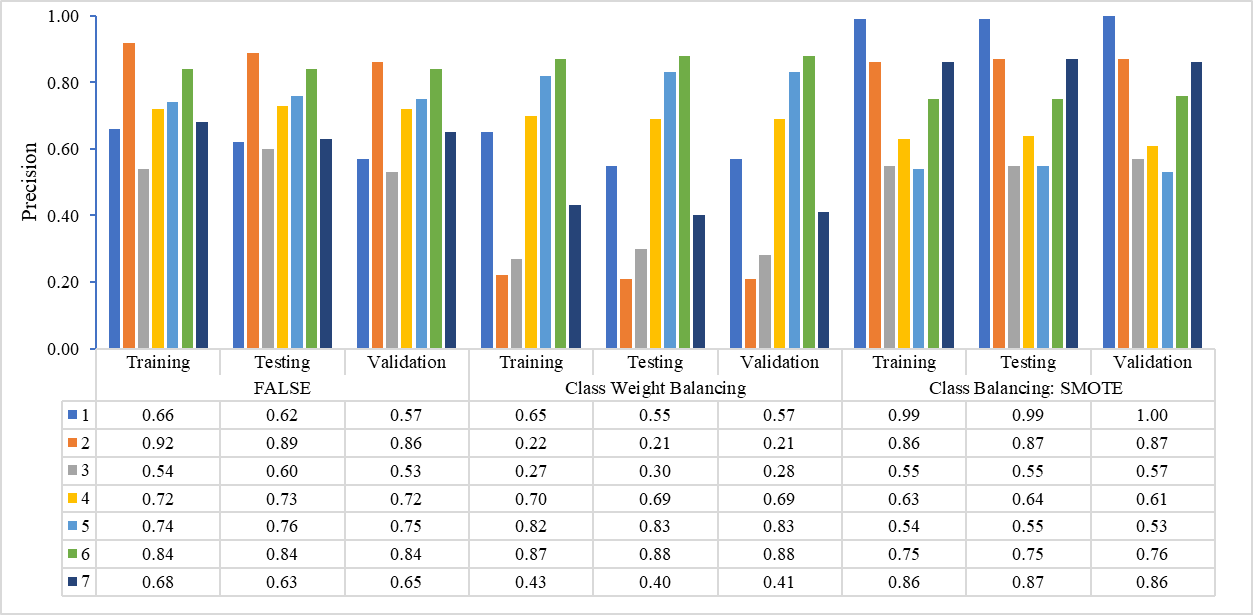 1.00
0.80
0.60
0.40
0.20
0.00
Precision
Training Testing Validation Training Testing Validation Training Testing Validation
FALSE Class Weight Balancing Class Balancing: SMOTE
1 0.66 0.62 0.57 0.65 0.55 0.57 0.99 0.99 1.00
2 0.92 0.89 0.86 0.22 0.21 0.21 0.86 0.87 0.87
3 0.54 0.60 0.53 0.27 0.30 0.28 0.55 0.55 0.57
4 0.72 0.73 0.72 0.70 0.69 0.69 0.63 0.64 0.61
5 0.74 0.76 0.75 0.82 0.83 0.83 0.54 0.55 0.53
6 0.84 0.84 0.84 0.87 0.88 0.88 0.75 0.75 0.76
7 0.68 0.63 0.65 0.43 0.40 0.41 0.86 0.87 0.86